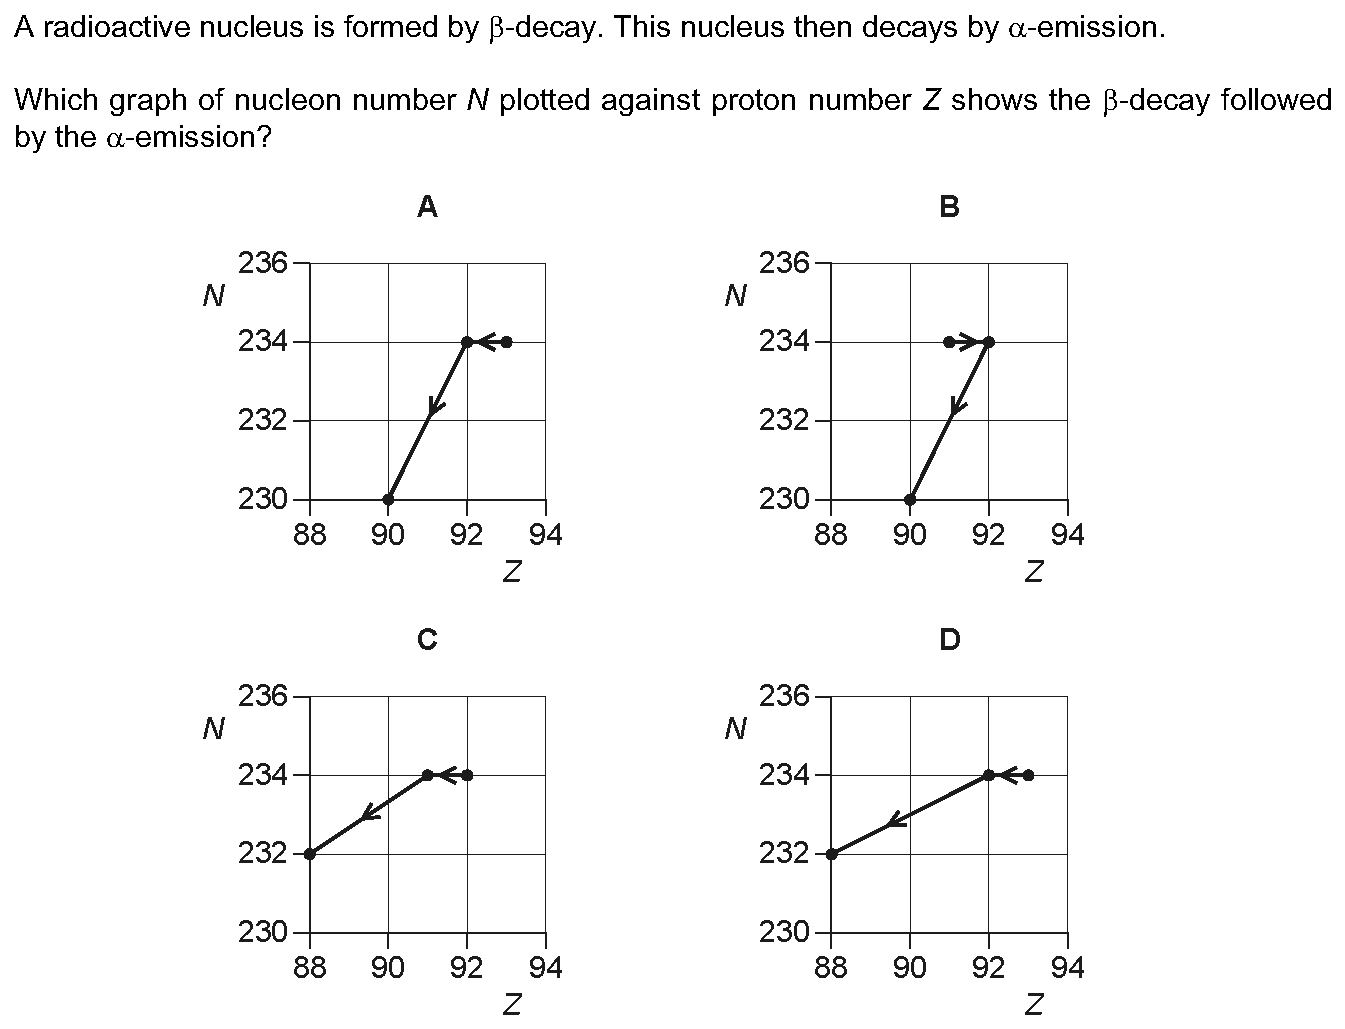 A radioactive nucleus is formed by β-decay. This nucleus then decays by α-emission.
Which graph of nucleon number N plotted against proton number Z shows the β-decay followed
by the α-emission?
A
236
N
234
232
230
88 90 92 94
Z
B
236
N
234
232
230
88 90 92 94
Z
C
236
N
234
232
230
88 90 92 94
Z
D
236
N
234
232
230
88 90 92 94
Z